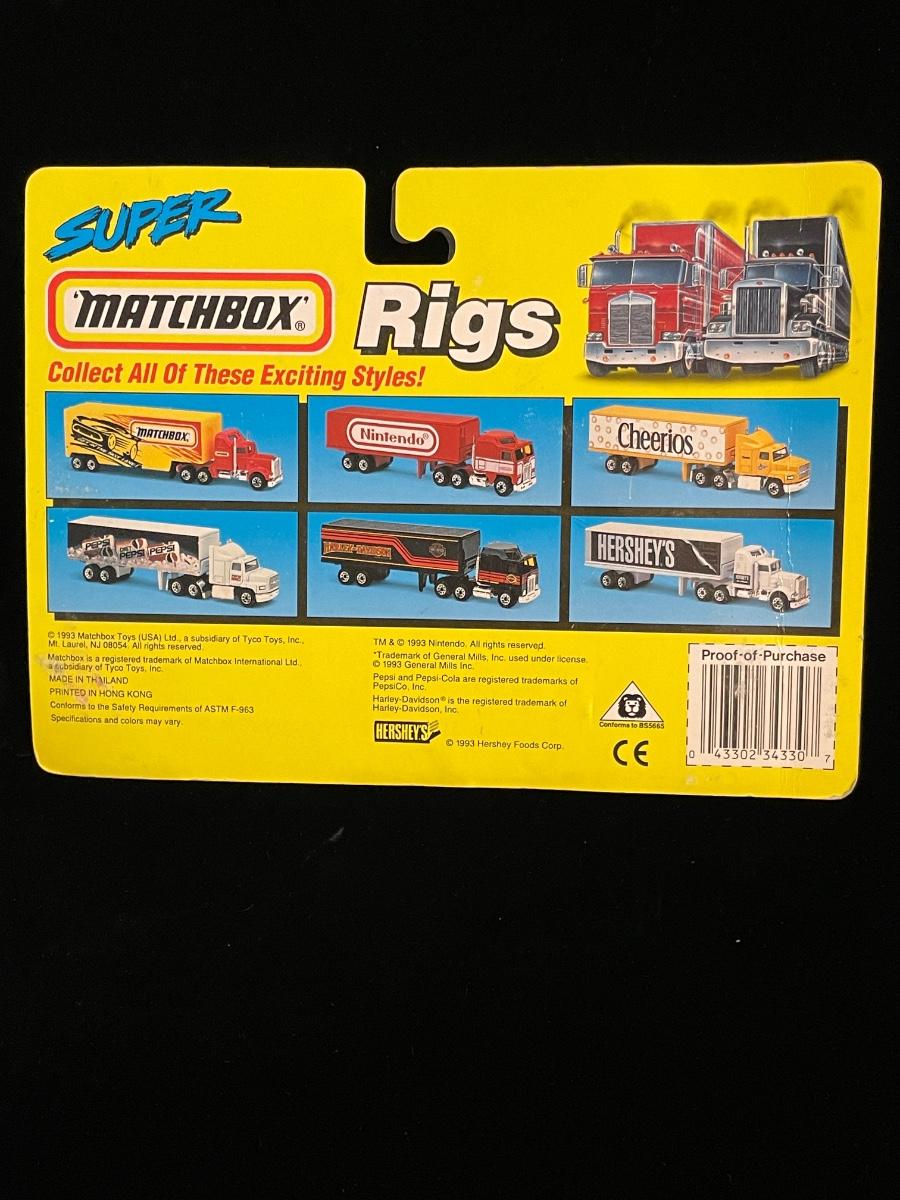 SUPER
'MATCHBOX'®
Rigs
Collect All Of These Exciting Styles!
MATCHBOX
Nintendo®
Cheerios
PEPSI PEPSI PEPSI
HARLEY-DAVIDSON
HERSHEY'S
© 1993 Matchbox Toys (USA) Ltd., a subsidiary of Tyco Toys, Inc.,
Mt. Laurel, NJ 08054. All rights reserved.
Matchbox is a registered trademark of Matchbox International Ltd.,
a subsidiary of Tyco Toys, Inc.
MADE IN THAILAND
PRINTED IN HONG KONG
Conforms to the Safety Requirements of ASTM F-963
Specifications and colors may vary.
TM & © 1993 Nintendo. All rights reserved.
*Trademark of General Mills, Inc. used under license.
© 1993 General Mills Inc.
Pepsi and Pepsi-Cola are registered trademarks of
PepsiCo, Inc.
Harley-Davidson® is the registered trademark of
Harley-Davidson, Inc.
HERSHEY'S
© 1993 Hershey Foods Corp.
Conforms to BS5665
CE
Proof-of-Purchase
0 43302 34330 7